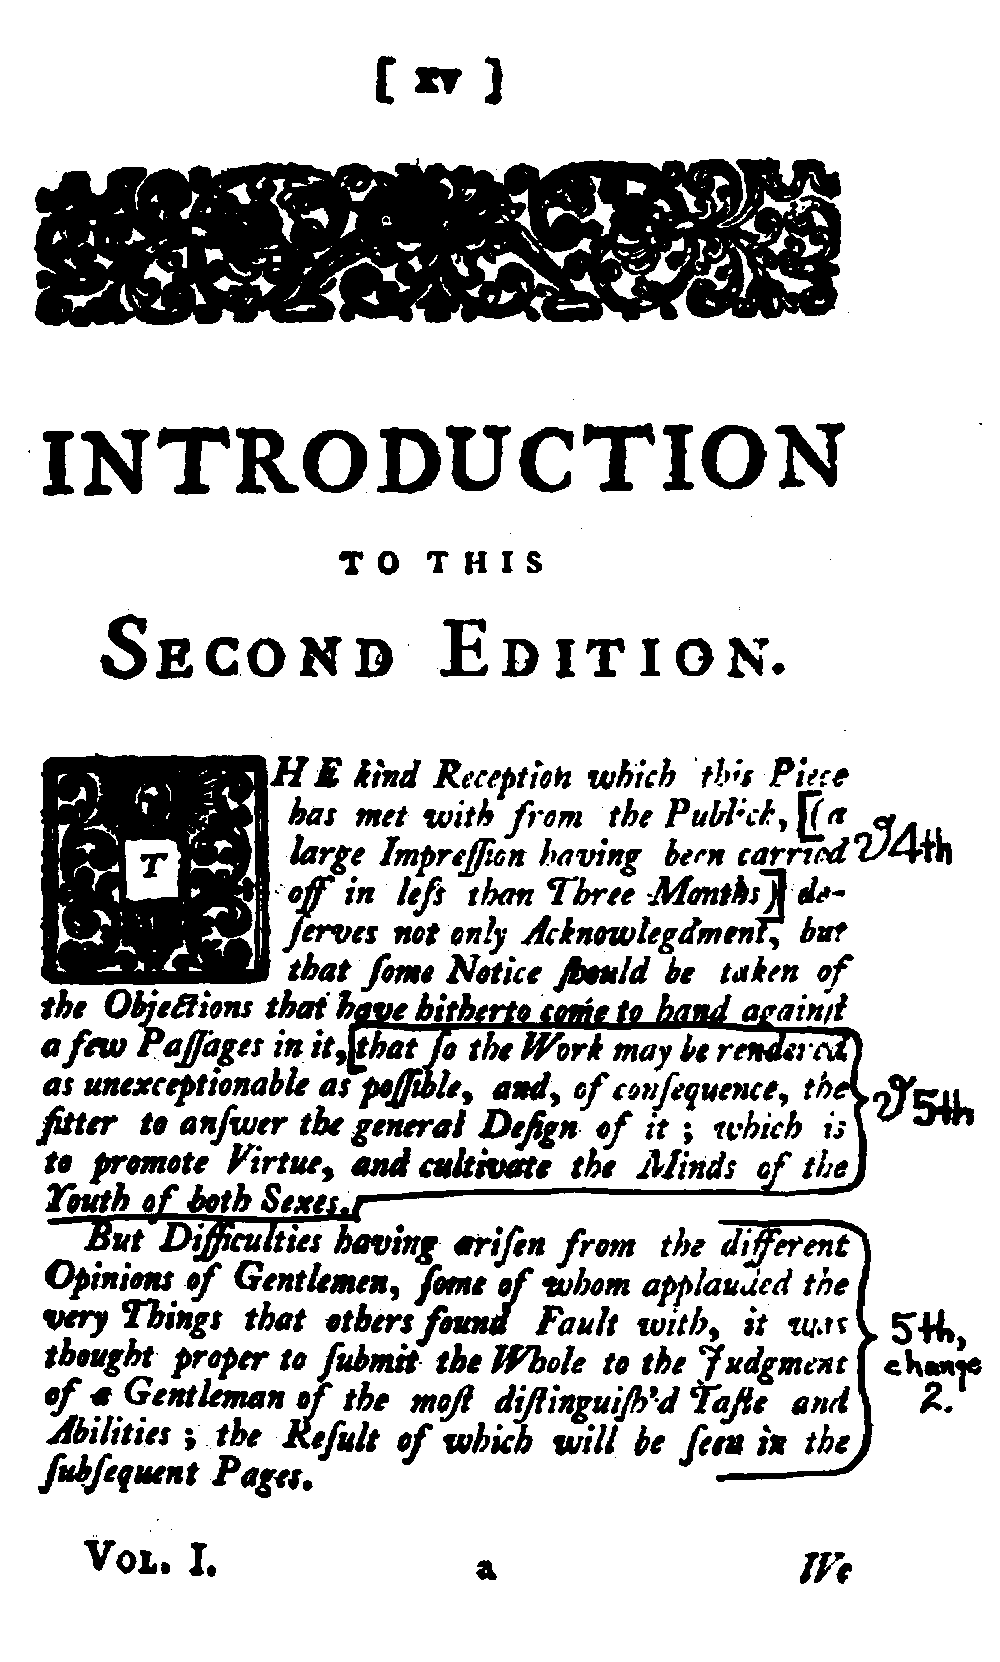 [ xv ]
INTRODUCTION
TO THIS
SECOND EDITION.
THE kind Reception which this Piece
has met with from the Publick, [(a
large Impreſſion having been carried
off in leſs than Three Months)] de-
ſerves not only Acknowlegdment, but
that ſome Notice ſhould be taken of
the Objections that have hitherto come to hand againſt
a few Paſſages in it, [that ſo the Work may be rendered
as unexceptionable as poſſible, and, of conſequence, the
fitter to anſwer the general Deſign of it ; which is
to promote Virtue, and cultivate the Minds of the
Youth of both Sexes.]
But Difficulties having ariſen from the different
Opinions of Gentlemen, ſome of whom applauded the
very Things that others found Fault with, it was
thought proper to ſubmit the Whole to the Judgment
of a Gentleman of the moſt diſtinguiſh'd Taſte and
Abilities ; the Reſult of which will be ſeen in the
ſubſequent Pages.
VOL. I. a We
4th
5th
5th,
change
2.